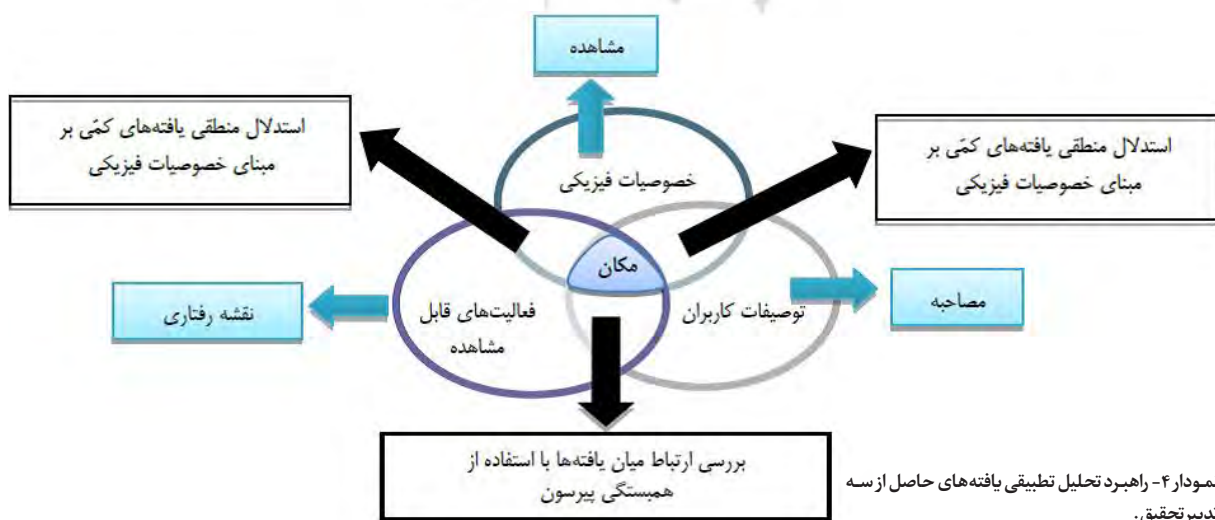 مشاهده
استدلال منطقی یافته‌های کمّی بر
مبنای خصوصیات فیزیکی
استدلال منطقی یافته‌های کمّی بر
مبنای خصوصیات فیزیکی
خصوصیات فیزیکی
مکان
مصاحبه
توصیفات کاربران
فعالیت‌های قابل
مشاهده
نقشه رفتاری
بررسی ارتباط میان یافته‌ها با استفاده از
همبستگی پیرسون
نمودار ۴- راهبرد تحلیل تطبیقی یافته‌های حاصل از سه
تدبیر تحقیق.